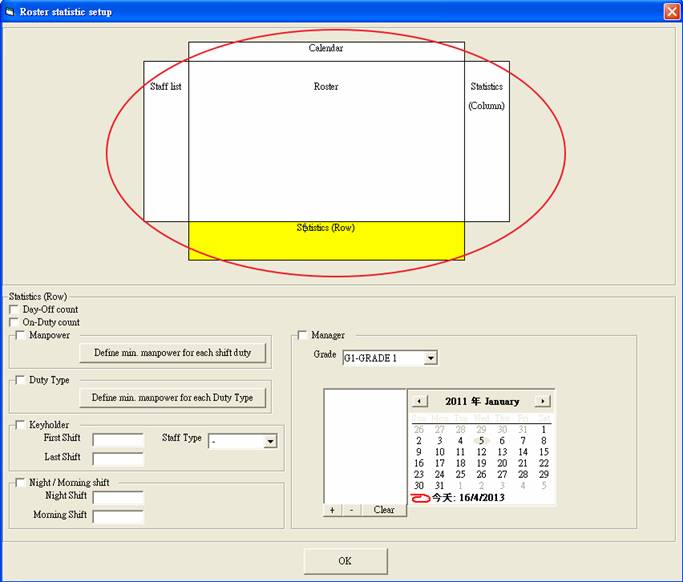 Roster statistic setup
Calendar
Staff list
Roster
Statistics
(Column)
Statistics (Row)
Statistics (Row)
Day-Off count
On-Duty count
Manpower
Define min. manpower for each shift duty
Duty Type
Define min. manpower for each Duty Type
Keyholder
First Shift
Staff Type
-
Last Shift
Night / Morning shift
Night Shift
Morning Shift
Manager
Grade
G1-GRADE 1
2011 年 January
Sun Mon Tue Wed Thu Fri Sat
26 27 28 29 30 31 1
2 3 4 5 6 7 8
9 10 11 12 13 14 15
16 17 18 19 20 21 22
23 24 25 26 27 28 29
30 31 1 2 3 4 5
今天: 16/4/2013
+ - Clear
OK